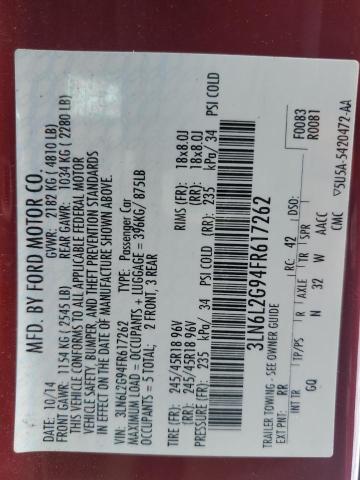 MFD. BY FORD MOTOR CO.
DATE: 10/14 GVWR: 2182 KG ( 4810 LB)
FRONT GAWR: 1154 KG ( 2545 LB) REAR GAWR: 1034 KG ( 2280 LB)
THIS VEHICLE CONFORMS TO ALL APPLICABLE FEDERAL MOTOR
VEHICLE SAFETY, BUMPER, AND THEFT PREVENTION STANDARDS
IN EFFECT ON THE DATE OF MANUFACTURE SHOWN ABOVE.
VIN: 3LN6L2G94FR617262 TYPE: Passenger Car
MAXIMUM LOAD = OCCUPANTS + LUGGAGE = 396KG/ 875LB
OCCUPANTS = 5 TOTAL; 2 FRONT, 3 REAR
TIRE (FR): 245/45R18 96V RIMS (FR): 18x8.0J
TIRE (RR): 245/45R18 96V (RR): 18x8.0J
PRESSURE (FR): 235 kPa/ 34 PSI COLD (RR) 235 kPa/ 34 PSI COLD
3LN6L2G94FR617262
TRAILER TOWING - SEE OWNER GUIDE F0083
EXT PNT: RR RC: 42 DSO: R0081
INT TR TP/PS R AXLE TR SPR
GQ N 32 W AACC
CMC ▽5USA-5420472-AA